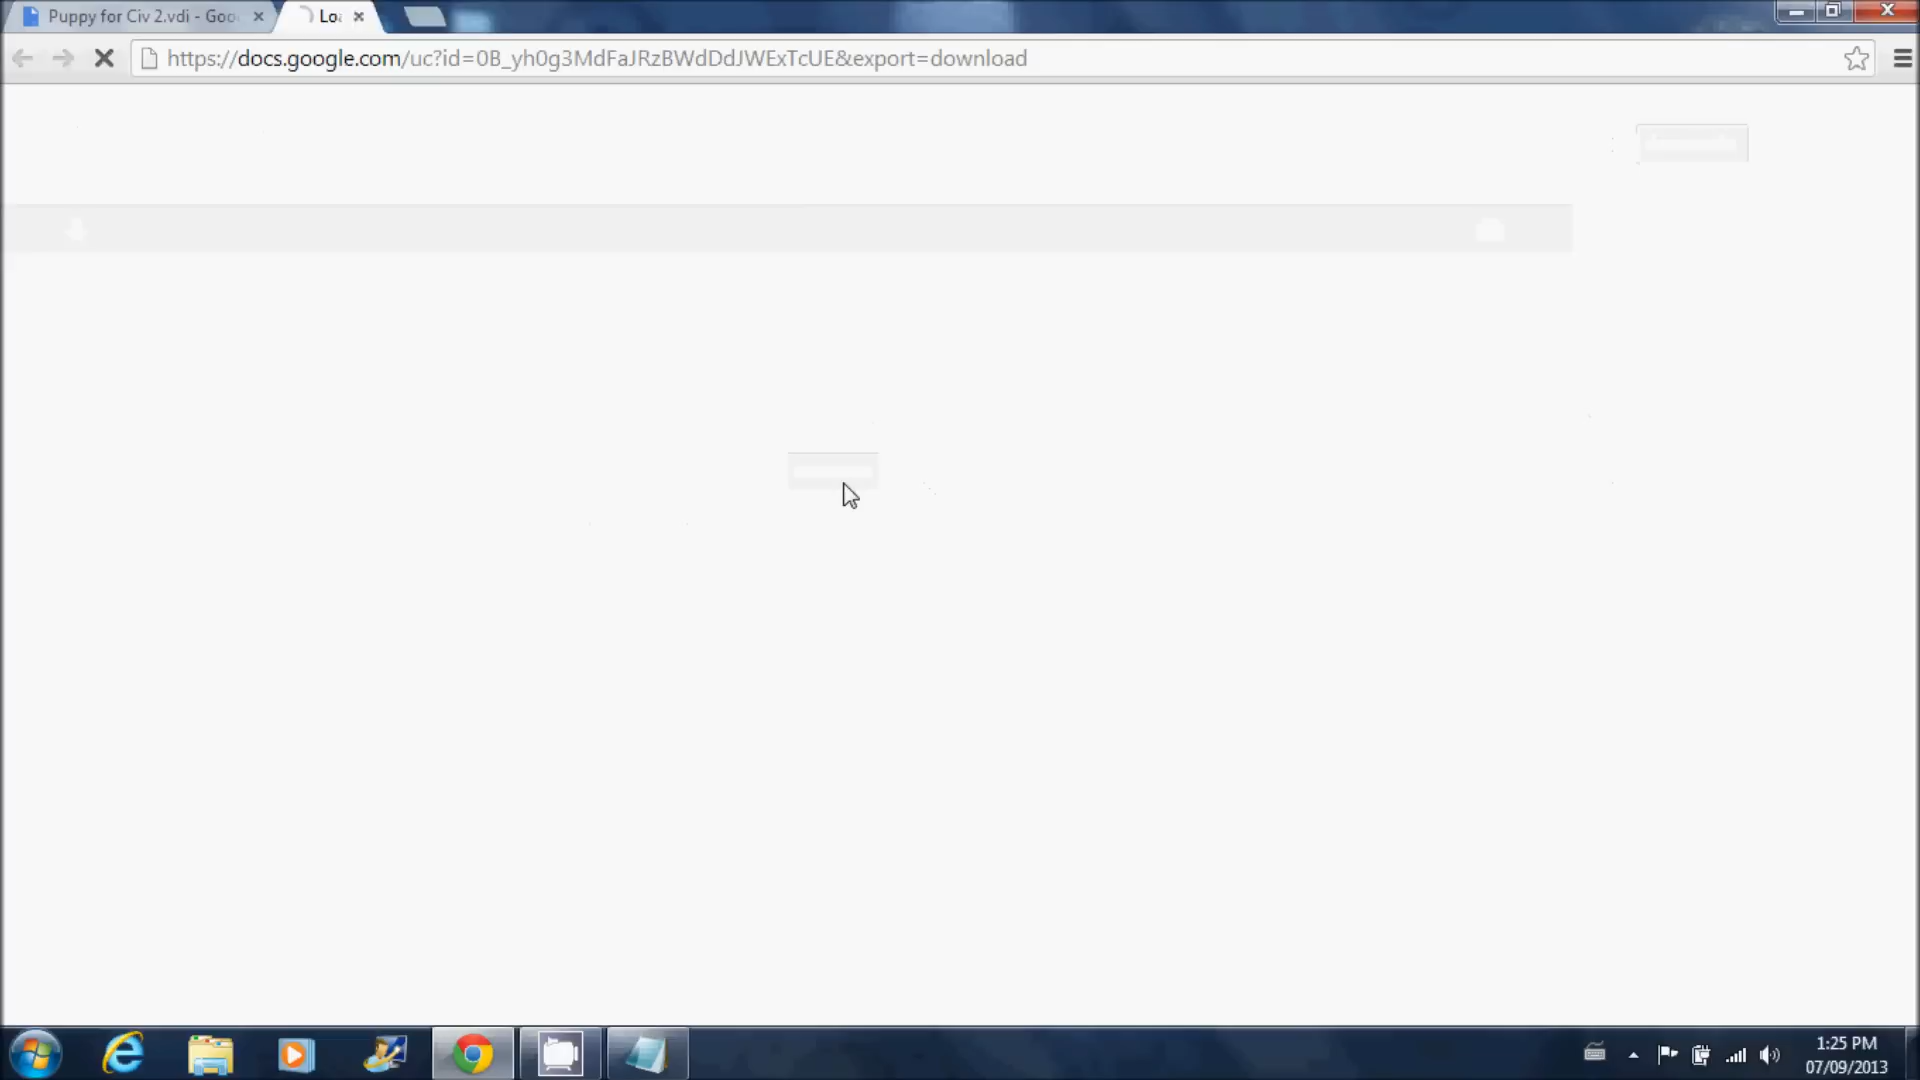 Puppy for Civ 2.vdi - Goo
Loa
https://docs.google.com/uc?id=0B_yh0g3MdFaJRzBWdDdJWExTcUE&export=download
1:25 PM
07/09/2013